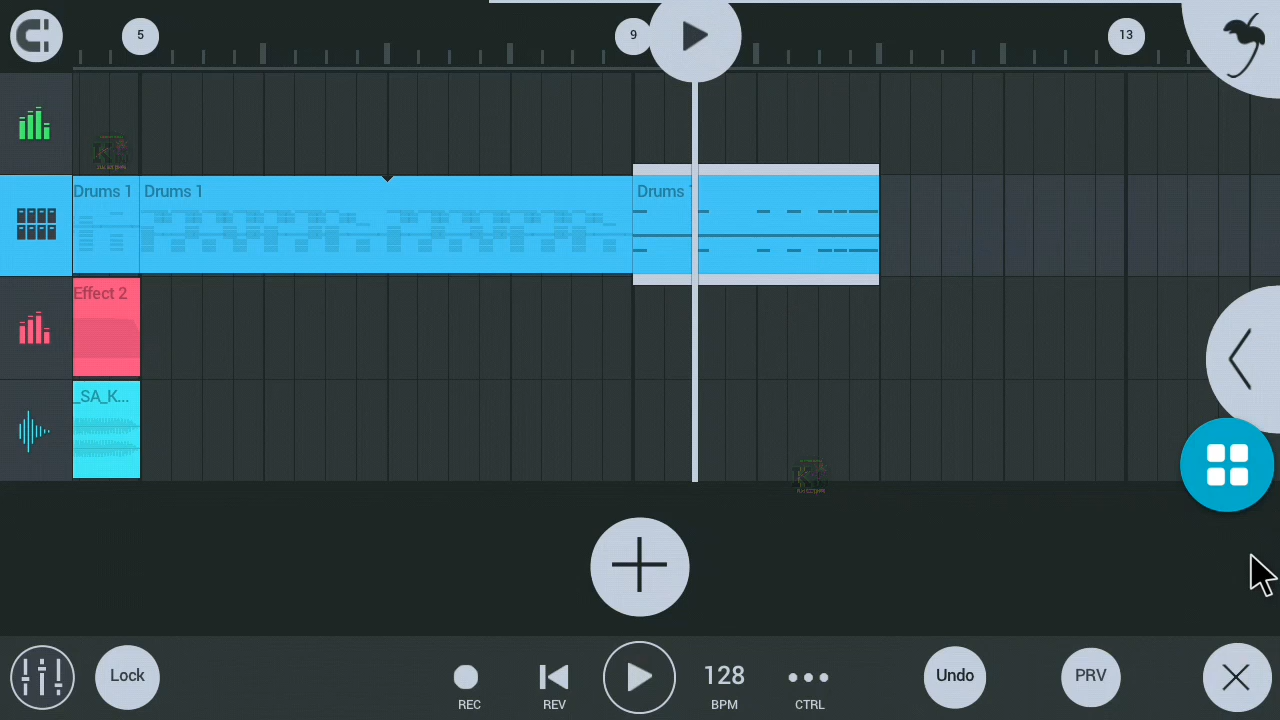 5
9
13
Drums 1
Drums 1
Drums 1
Effect 2
_SA_K...
Lock
REC
REV
128
BPM
CTRL
Undo
PRV